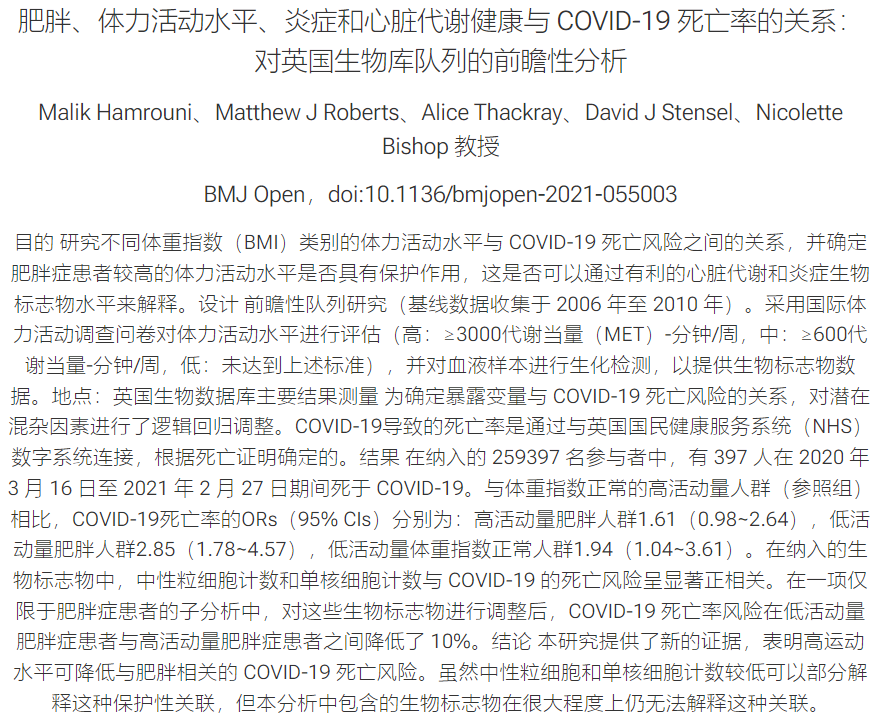 肥胖、体力活动水平、炎症和心脏代谢健康与 COVID-19 死亡率的关系：
对英国生物库队列的前瞻性分析
Malik Hamrouni、Matthew J Roberts、Alice Thackray、David J Stensel、Nicolette
Bishop 教授
BMJ Open，doi:10.1136/bmjopen-2021-055003
目的 研究不同体重指数（BMI）类别的体力活动水平与 COVID-19 死亡风险之间的关系，并确定
肥胖症患者较高的体力活动水平是否具有保护作用，这是否可以通过有利的心脏代谢和炎症生物
标志物水平来解释。设计 前瞻性队列研究（基线数据收集于 2006 年至 2010 年）。采用国际体
力活动调查问卷对体力活动水平进行评估（高：≥3000代谢当量（MET）-分钟/周，中：≥600代
谢当量-分钟/周，低：未达到上述标准），并对血液样本进行生化检测，以提供生物标志物数
据。地点：英国生物数据库主要结果测量 为确定暴露变量与 COVID-19 死亡风险的关系，对潜在
混杂因素进行了逻辑回归调整。COVID-19导致的死亡率是通过与英国国民健康服务系统（NHS）
数字系统连接，根据死亡证明确定的。结果 在纳入的 259397 名参与者中，有 397 人在 2020 年
3 月 16 日至 2021 年 2 月 27 日期间死于 COVID-19。与体重指数正常的高活动量人群（参照组）
相比，COVID-19死亡率的ORs（95% CIs）分别为：高活动量肥胖人群1.61（0.98~2.64），低活
动量肥胖人群2.85（1.78~4.57），低活动量体重指数正常人群1.94（1.04~3.61）。在纳入的生
物标志物中，中性粒细胞计数和单核细胞计数与 COVID-19 的死亡风险呈显著正相关。在一项仅
限于肥胖症患者的子分析中，对这些生物标志物进行调整后，COVID-19 死亡率风险在低活动量
肥胖症患者与高活动量肥胖症患者之间降低了 10%。结论 本研究提供了新的证据，表明高运动
水平可降低与肥胖相关的 COVID-19 死亡风险。虽然中性粒细胞和单核细胞计数较低可以部分解
释这种保护性关联，但本分析中包含的生物标志物在很大程度上仍无法解释这种关联。